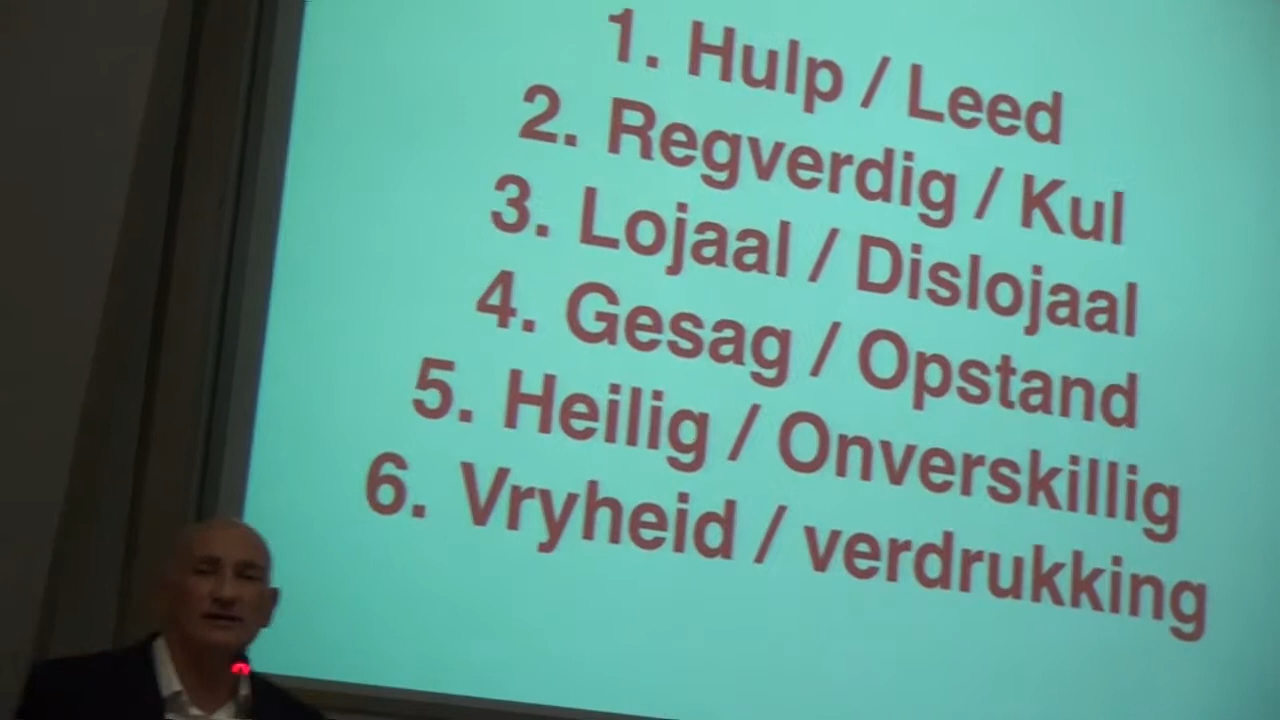 1. Hulp / Leed
2. Regverdig / Kul
3. Lojaal / Dislojaal
4. Gesag / Opstand
5. Heilig / Onverskillig
6. Vryheid / verdrukking